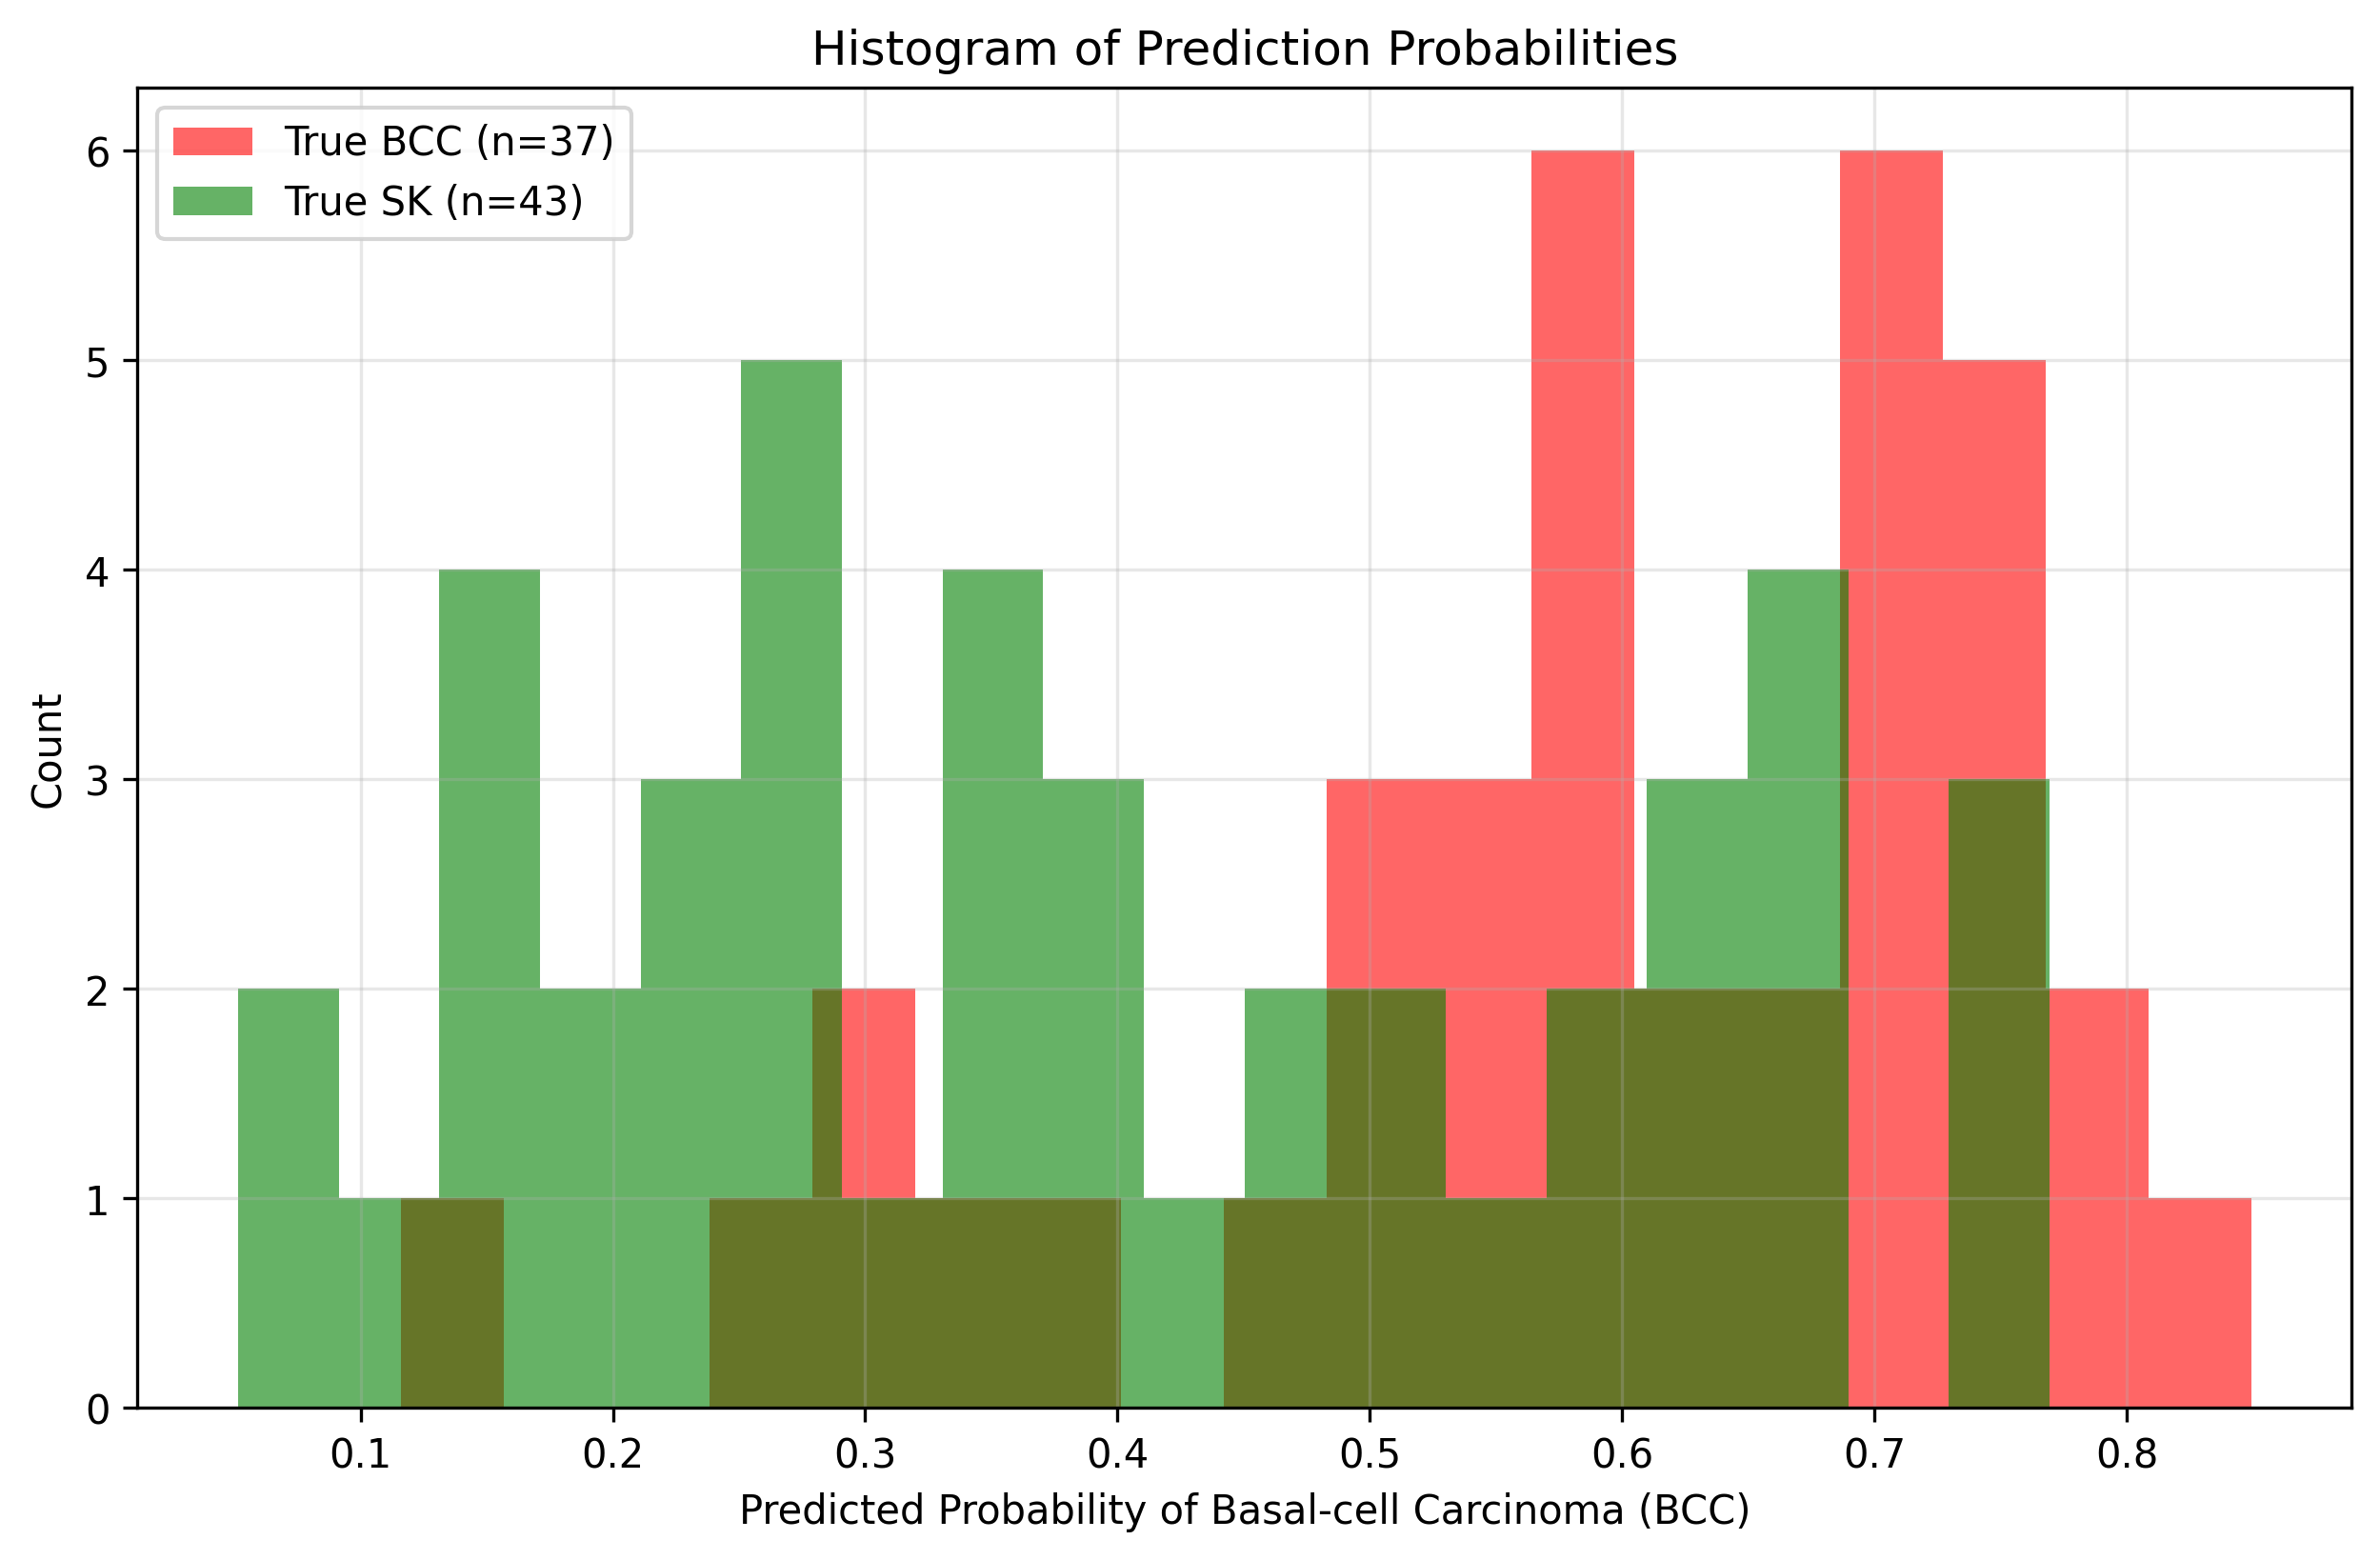 Histogram of Prediction Probabilities
True BCC (n=37)
True SK (n=43)
6
5
4
3
2
1
0
Count
0.1 0.2 0.3 0.4 0.5 0.6 0.7 0.8
Predicted Probability of Basal-cell Carcinoma (BCC)